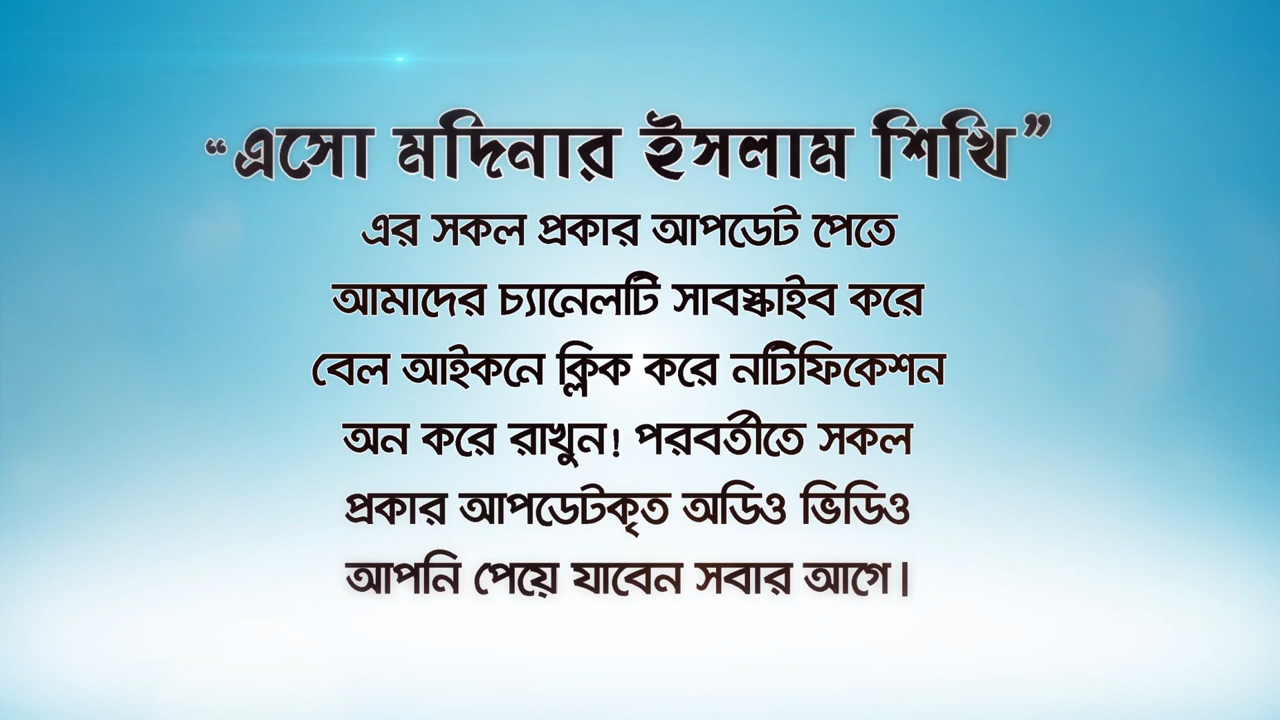 “এসো মদিনার ইসলাম শিখি”
এর সকল প্রকার আপডেট পেতে
আমাদের চ্যানেলটি সাবস্কাইব করে
বেল আইকনে ক্লিক করে নটিফিকেশন
অন করে রাখুন! পরবর্তীতে সকল
প্রকার আপডেটকৃত অডিও ভিডিও
আপনি পেয়ে যাবেন সবার আগে।